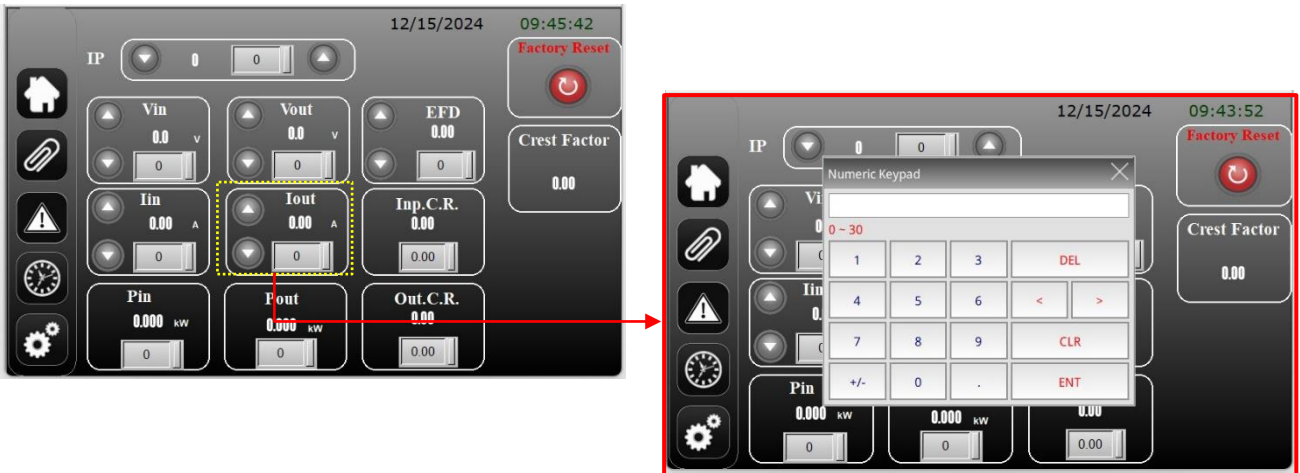 12/15/2024 09:45:42
IP 0 0
Factory Reset
Vin
0.0 v
0
Vout
0.0 v
0
EFD
0.00
0
Crest Factor
0.00
Iin
0.00 A
0
Iout
0.00 A
0
Inp.C.R.
0.00
0.00
Pin
0.000 kW
0
Pout
0.000 kW
0
Out.C.R.
0.00
0.00
12/15/2024 09:43:52
IP 0 0
Factory Reset
Numeric Keypad
0 ~ 30
1 2 3 DEL
4 5 6 < >
7 8 9 CLR
+/- 0 . ENT
Crest Factor
0.00
Iin
Pin
0.000 kW
0
0.000 kW
0
0.00
0.00